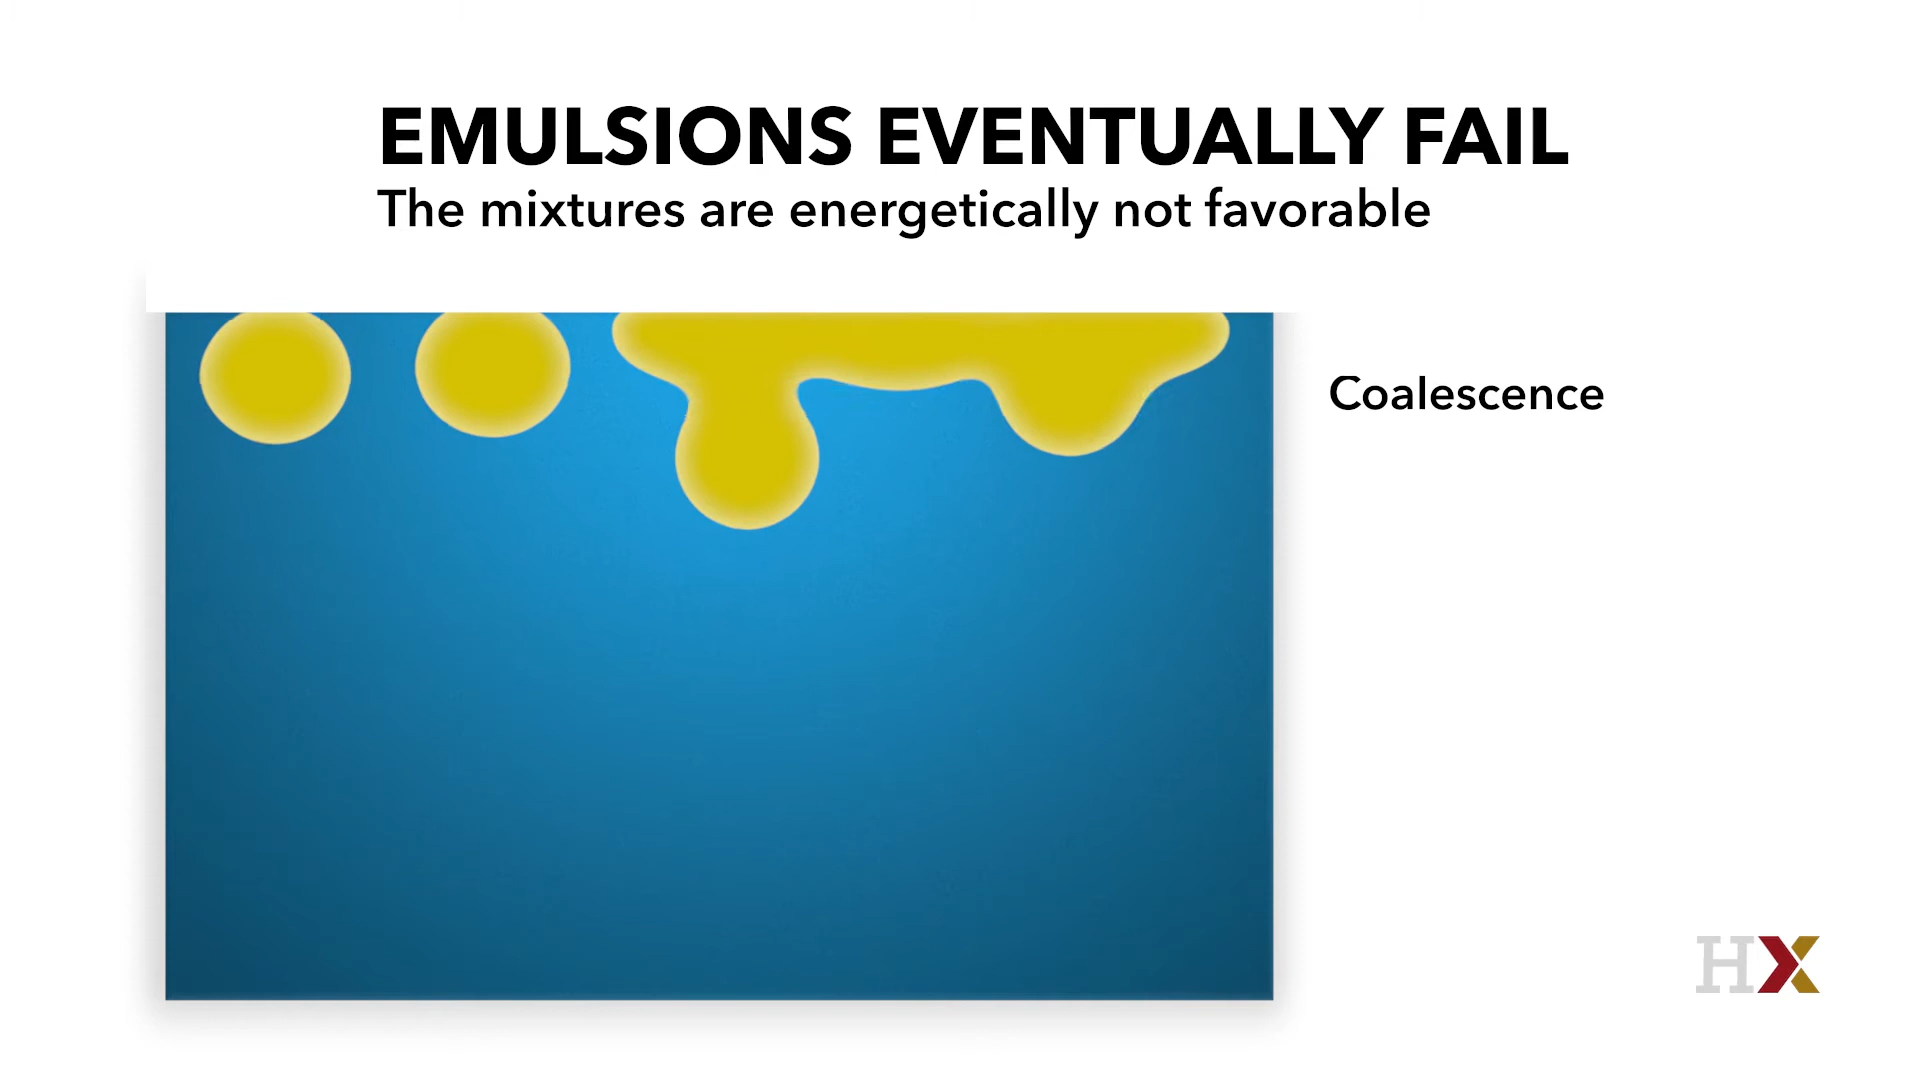 EMULSIONS EVENTUALLY FAIL
The mixtures are energetically not favorable
Coalescence
HX